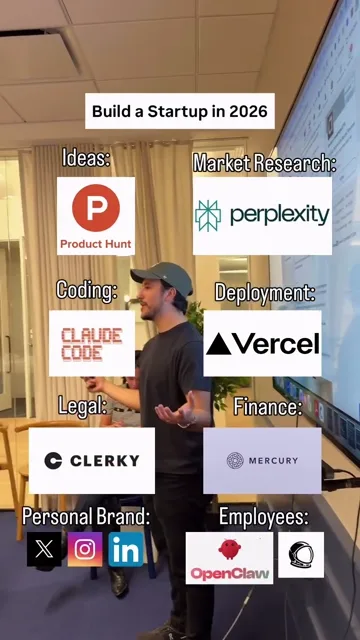 Build a Startup in 2026
Ideas:
Market Research:
P
Product Hunt
perplexity
Coding:
Deployment:
CLAUDE
CODE
Vercel
Legal:
Finance:
CLERKY
MERCURY
Personal Brand:
Employees:
X
in
OpenClaw